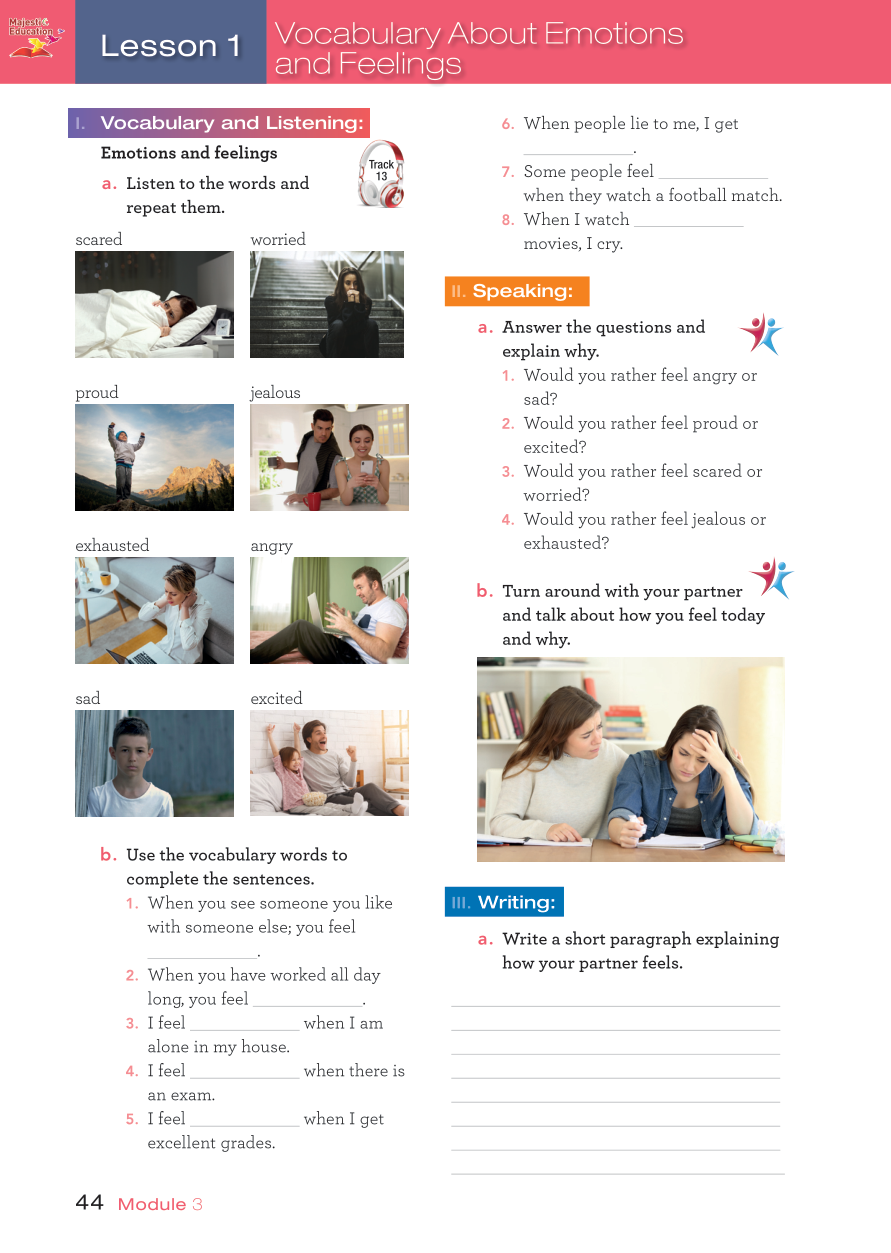 Majestic
Education
Lesson 1
Vocabulary About Emotions
and Feelings
I. Vocabulary and Listening:
Emotions and feelings
Track
13
a. Listen to the words and
repeat them.
scared
worried
proud
jealous
exhausted
angry
sad
excited
b. Use the vocabulary words to
complete the sentences.
1. When you see someone you like
with someone else; you feel
____________.
2. When you have worked all day
long, you feel ____________.
3. I feel ____________ when I am
alone in my house.
4. I feel ____________ when there is
an exam.
5. I feel ____________ when I get
excellent grades.
6. When people lie to me, I get
____________.
7. Some people feel ____________
when they watch a football match.
8. When I watch ____________
movies, I cry.
II. Speaking:
a. Answer the questions and
explain why.
1. Would you rather feel angry or
sad?
2. Would you rather feel proud or
excited?
3. Would you rather feel scared or
worried?
4. Would you rather feel jealous or
exhausted?
b. Turn around with your partner
and talk about how you feel today
and why.
III. Writing:
a. Write a short paragraph explaining
how your partner feels.
44 Module 3